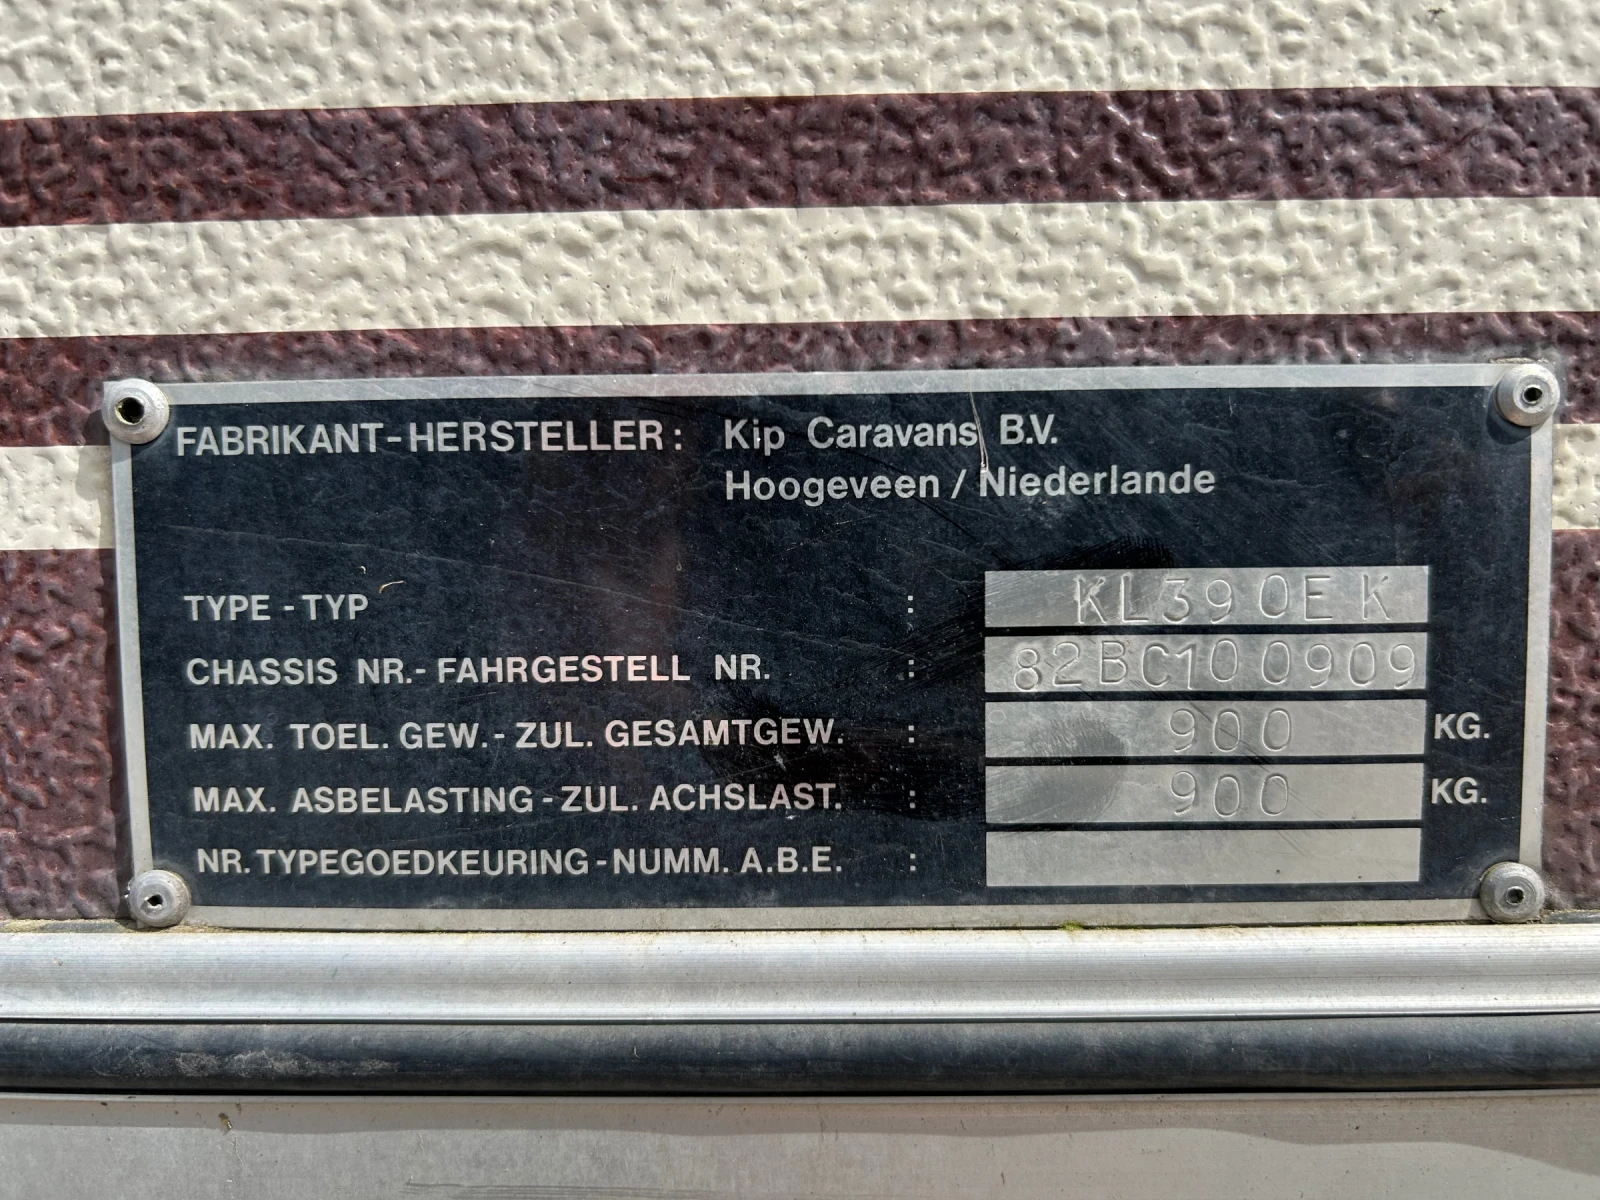 FABRIKANT-HERSTELLER: Kip Caravans B.V.
Hoogeveen / Niederlande
TYPE - TYP : KL390EK
CHASSIS NR.- FAHRGESTELL NR. : 82BC100909
MAX. TOEL. GEW. - ZUL. GESAMTGEW. : 900 KG.
MAX. ASBELASTING - ZUL. ACHSLAST. : 900 KG.
NR. TYPEGOEDKEURING - NUMM. A.B.E. :